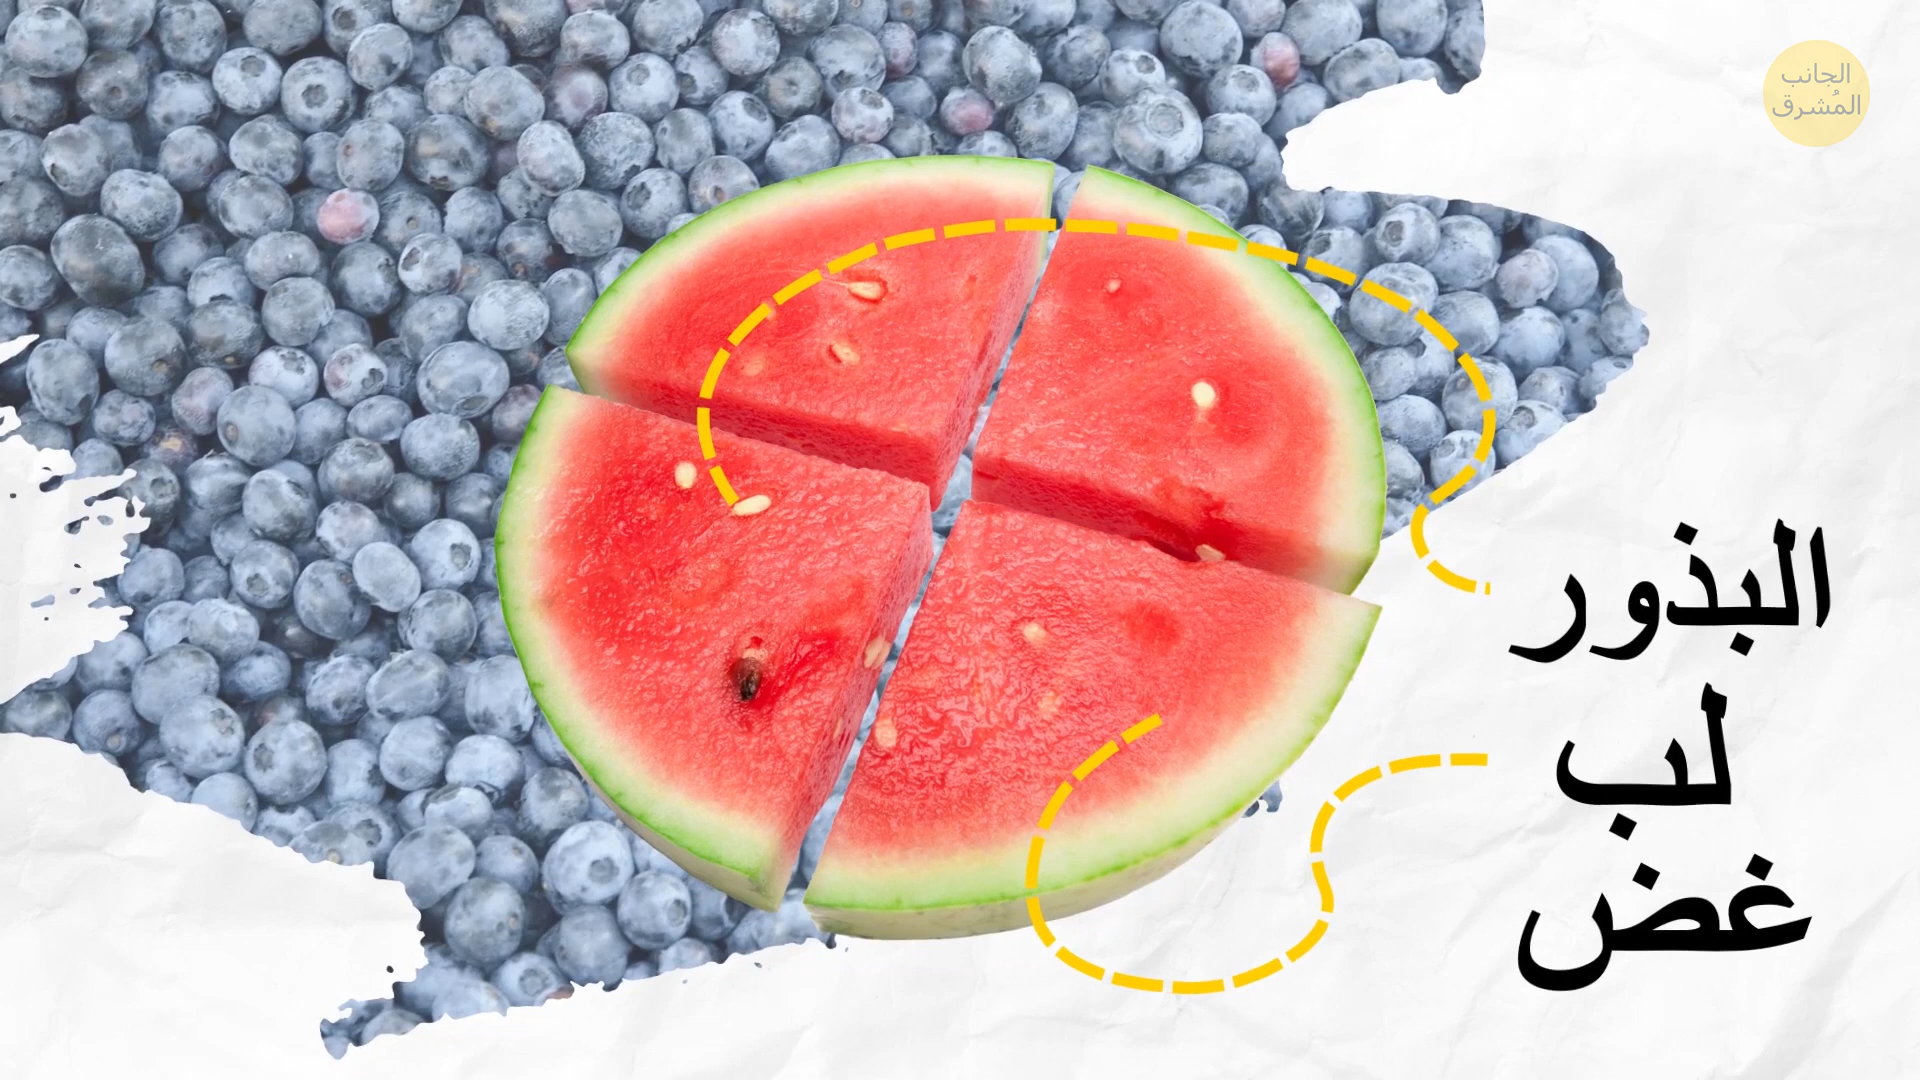 الجانب
المُشرق
البذور
لب
غض